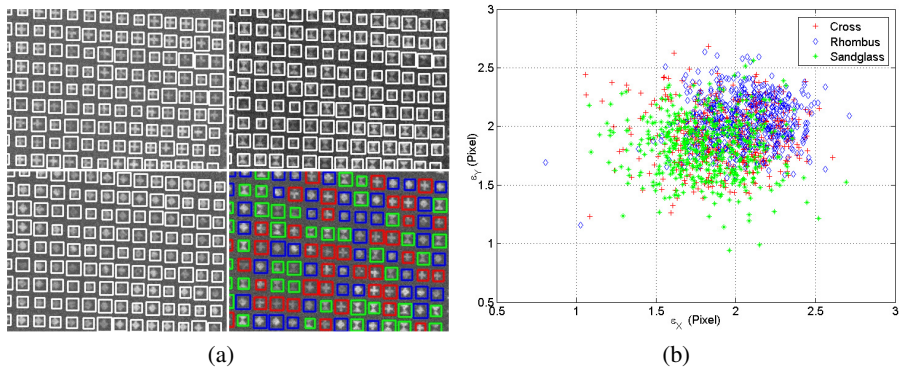 3
2.5
2
1.5
1
0.5
ε_Y (Pixel)
0.5 1 1.5 2 2.5 3
ε_X (Pixel)
Cross
Rhombus
Sandglass
(a) (b)